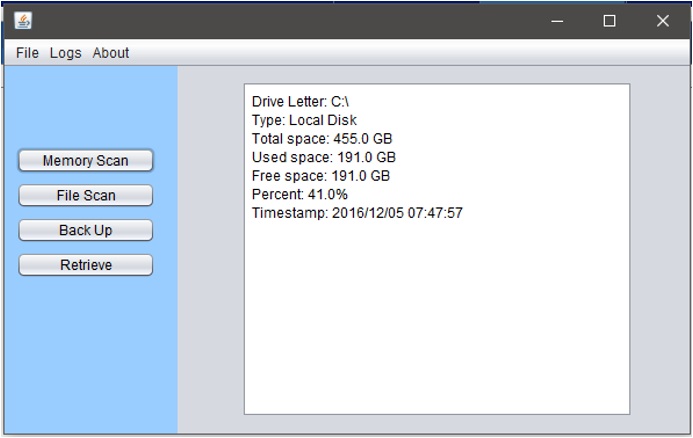 File Logs About
Memory Scan
File Scan
Back Up
Retrieve
Drive Letter: C:\
Type: Local Disk
Total space: 455.0 GB
Used space: 191.0 GB
Free space: 191.0 GB
Percent: 41.0%
Timestamp: 2016/12/05 07:47:57